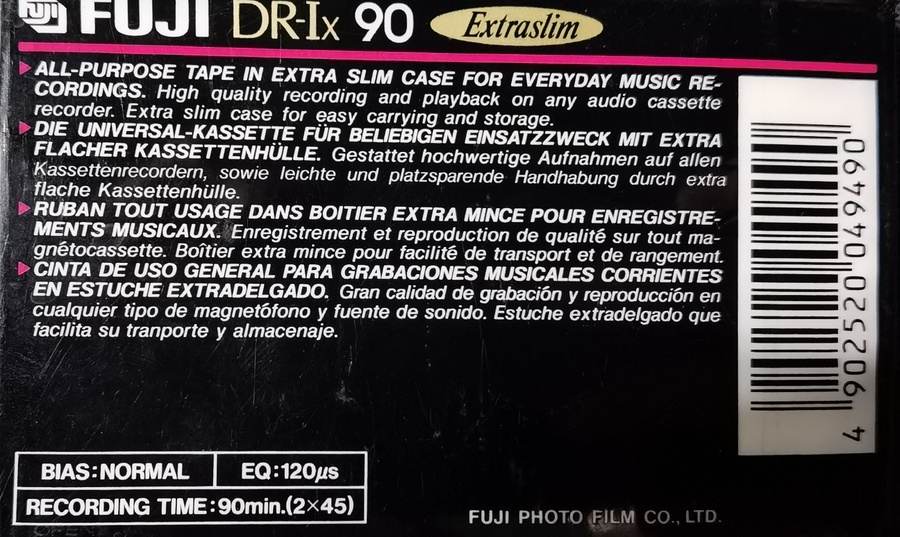 FUJI DR-Ix 90 Extraslim
ALL-PURPOSE TAPE IN EXTRA SLIM CASE FOR EVERYDAY MUSIC RE-
CORDINGS. High quality recording and playback on any audio cassette
recorder. Extra slim case for easy carrying and storage.
DIE UNIVERSAL-KASSETTE FÜR BELIEBIGEN EINSATZZWECK MIT EXTRA
FLACHER KASSETTENHÜLLE. Gestattet hochwertige Aufnahmen auf allen
Kassettenrecordern, sowie leichte und platzsparende Handhabung durch extra
flache Kassettenhülle.
RUBAN TOUT USAGE DANS BOITIER EXTRA MINCE POUR ENREGISTRE-
MENTS MUSICAUX. Enregistrement et reproduction de qualité sur tout ma-
gnétocassette. Boîtier extra mince pour facilité de transport et de rangement.
CINTA DE USO GENERAL PARA GRABACIONES MUSICALES CORRIENTES
EN ESTUCHE EXTRADELGADO. Gran calidad de grabación y reproducción en
cualquier tipo de magnetófono y fuente de sonido. Estuche extradelgado que
facilita su tranporte y almacenaje.
4 902520 049490
BIAS:NORMAL EQ:120µs
RECORDING TIME:90min.(2×45)
FUJI PHOTO FILM CO., LTD.